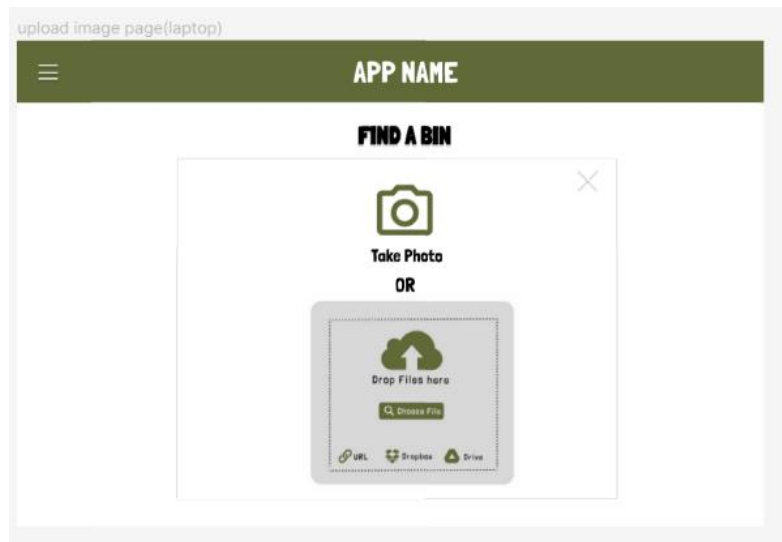 upload image page(laptop)
APP NAME
FIND A BIN
Take Photo
OR
Drop Files here
Choose File
URL Dropbox Drive